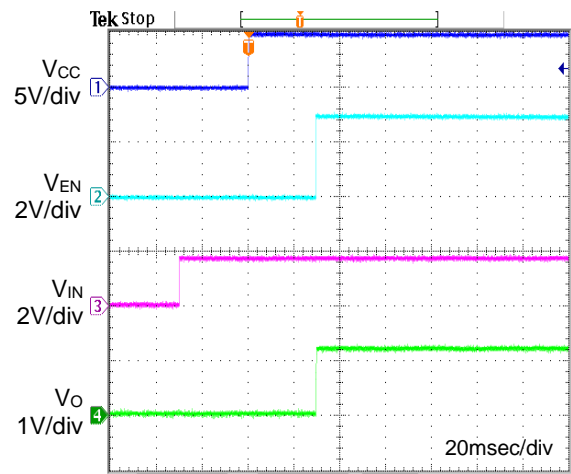 Tek Stop
T
T
VCC
5V/div
1
VEN
2V/div
2
VIN
2V/div
3
VO
1V/div
4
20msec/div